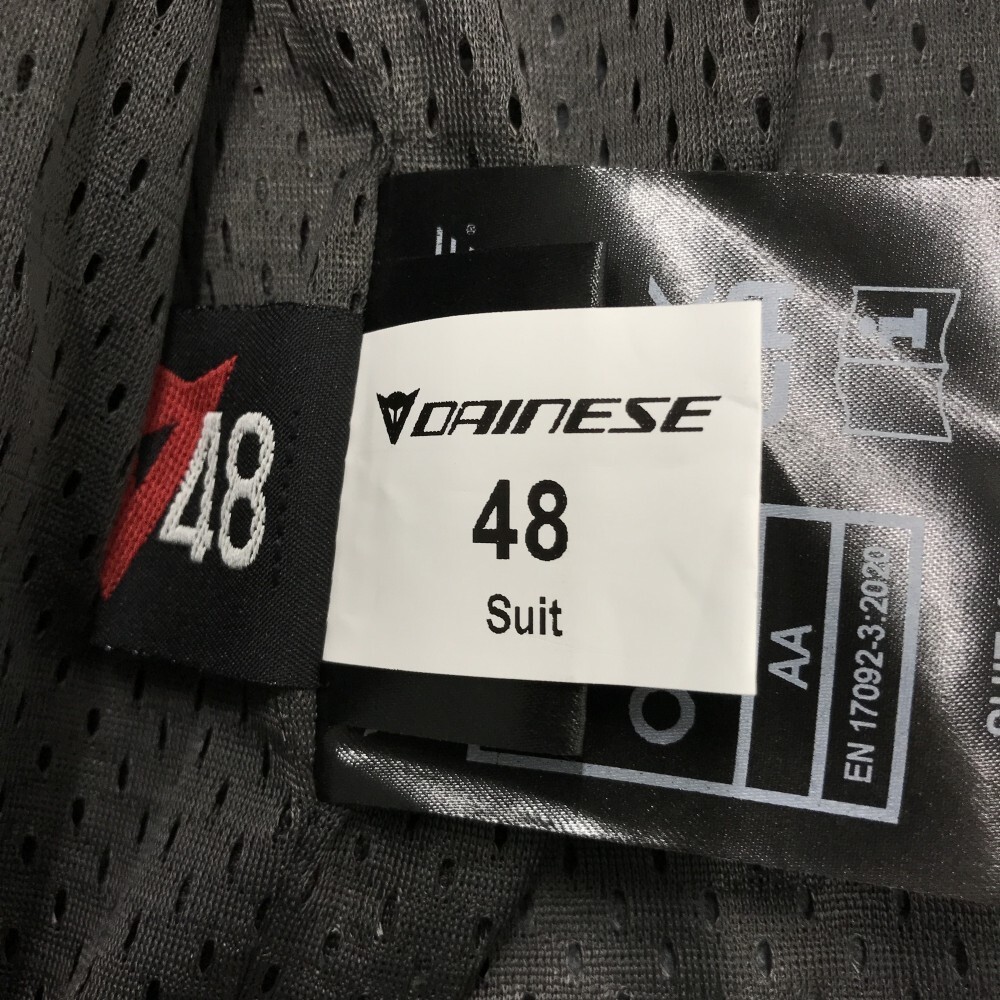 48
DAINESE
48
Suit
AA
EN 17092-3:2020